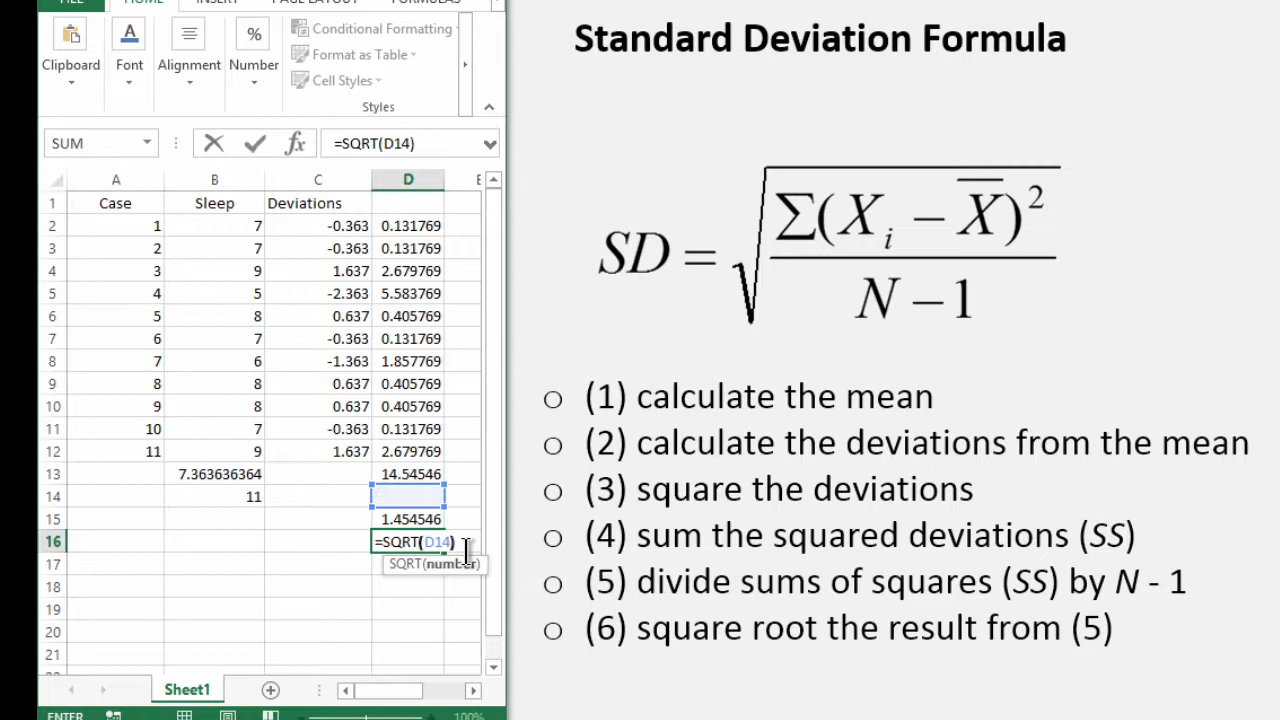 FILE HOME INSERT PAGE LAYOUT FORMULAS
Clipboard Font Alignment Number
%
Conditional Formatting
Format as Table
Cell Styles
Styles
SUM fx =SQRT(D14)
A B C D E
1 Case Sleep Deviations
2 1 7 -0.363 0.131769
3 2 7 -0.363 0.131769
4 3 9 1.637 2.679769
5 4 5 -2.363 5.583769
6 5 8 0.637 0.405769
7 6 7 -0.363 0.131769
8 7 6 -1.363 1.857769
9 8 8 0.637 0.405769
10 9 8 0.637 0.405769
11 10 7 -0.363 0.131769
12 11 9 1.637 2.679769
13 7.363636364 14.54546
14 11
15 1.454546
16 =SQRT(D14)
17 SQRT(number)
18
19
20
21
Sheet1
ENTER 100%
Standard Deviation Formula
SD = √(Σ(Xᵢ − X̅)² / (N − 1))
(1) calculate the mean
(2) calculate the deviations from the mean
(3) square the deviations
(4) sum the squared deviations (SS)
(5) divide sums of squares (SS) by N - 1
(6) square root the result from (5)